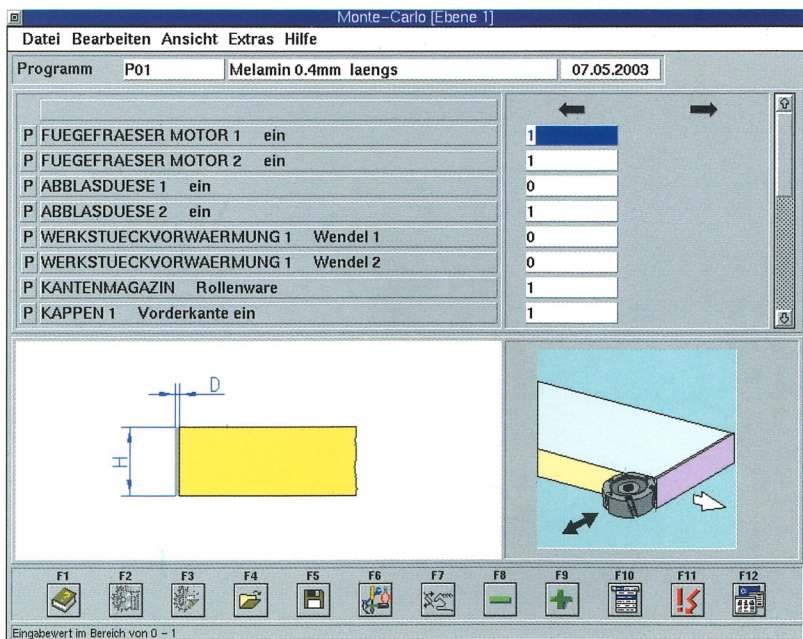 Monte-Carlo [Ebene 1]
Datei Bearbeiten Ansicht Extras Hilfe
Programm P01 Melamin 0.4mm laengs 07.05.2003
P FUEGEFRAESER MOTOR 1 ein 1
P FUEGEFRAESER MOTOR 2 ein 1
P ABBLASDUESE 1 ein 0
P ABBLASDUESE 2 ein 1
P WERKSTUECKVORWAERMUNG 1 Wendel 1 0
P WERKSTUECKVORWAERMUNG 1 Wendel 2 0
P KANTENMAGAZIN Rollenware 1
P KAPPEN 1 Vorderkante ein 1
D
H
F1 F2 F3 F4 F5 F6 F7 F8 F9 F10 F11 F12
Eingabewert im Bereich von 0 - 1